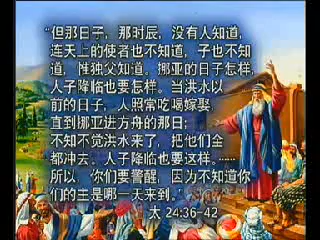 “但那日子，那时辰，没有人知道，
连天上的使者也不知道，子也不知
道，惟独父知道。挪亚的日子怎样，
人子降临也要怎样。当洪水以
前的日子，人照常吃喝嫁娶
直到挪亚进方舟的那日；
不知不觉洪水来了，把他们全
都冲去。人子降临也要这样。……
所以，你们要警醒，因为不知道你
们的主是哪一天来到。”
太 24:36-42